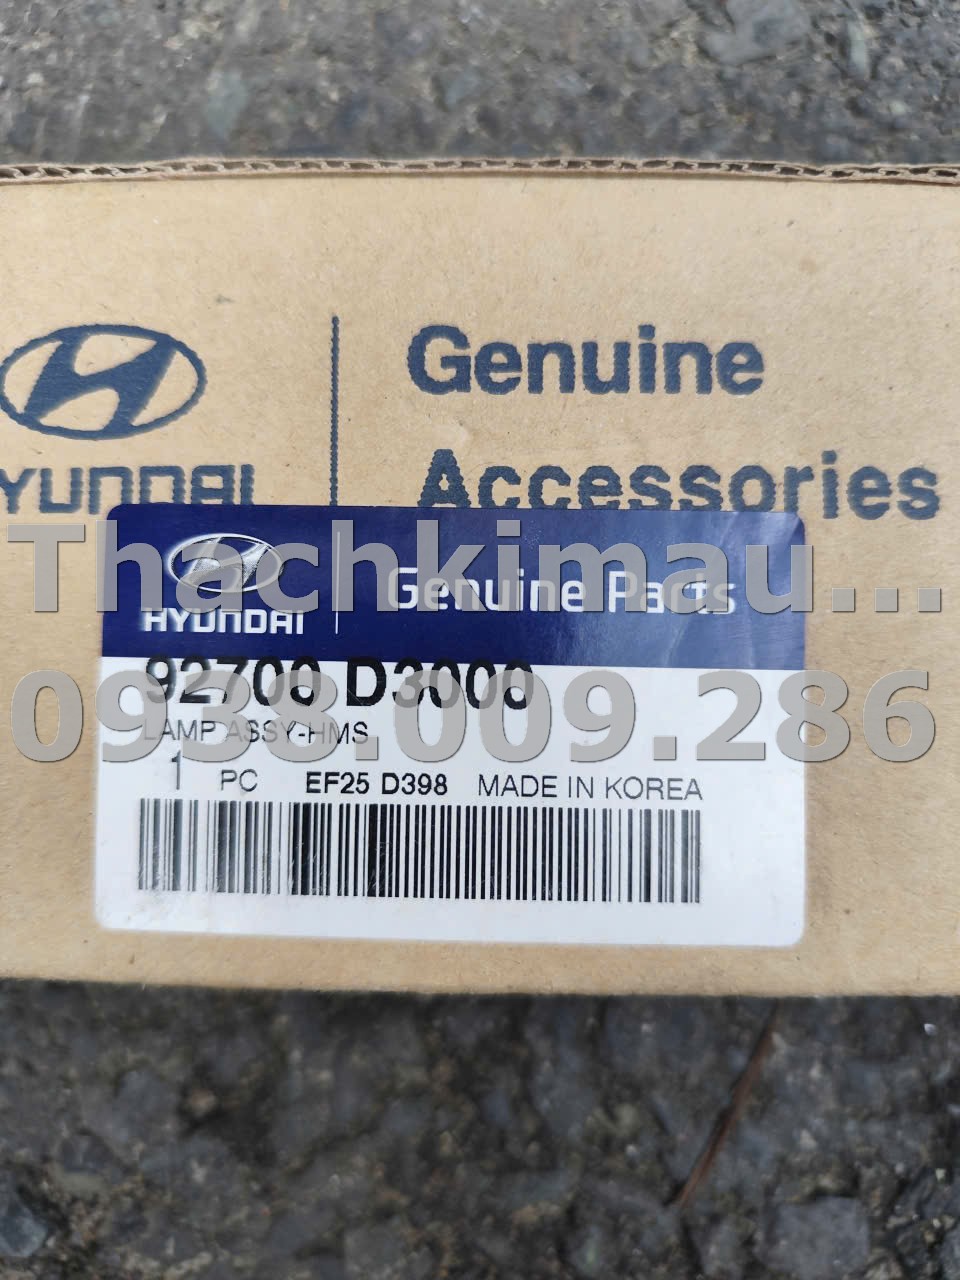 Genuine
Accessories
HYUNDAI
HYUNDAI
Genuine Parts
Thachkimau...
92700 D3000
0938.009.286
LAMP ASSY-HMS
1 PC EF25 D398 MADE IN KOREA